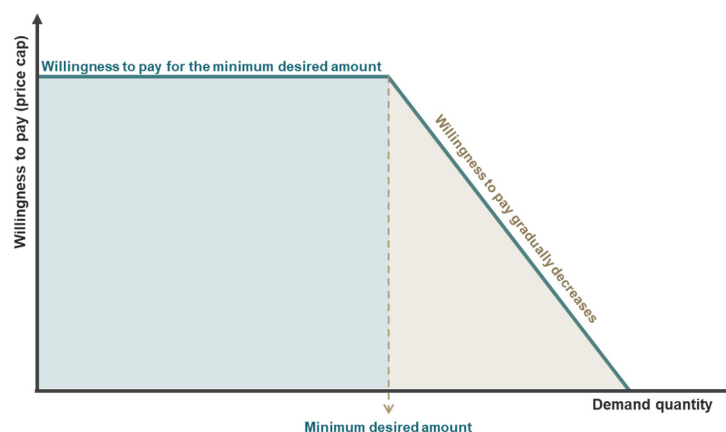 Willingness to pay (price cap)
Willingness to pay for the minimum desired amount
Willingness to pay gradually decreases
Demand quantity
Minimum desired amount